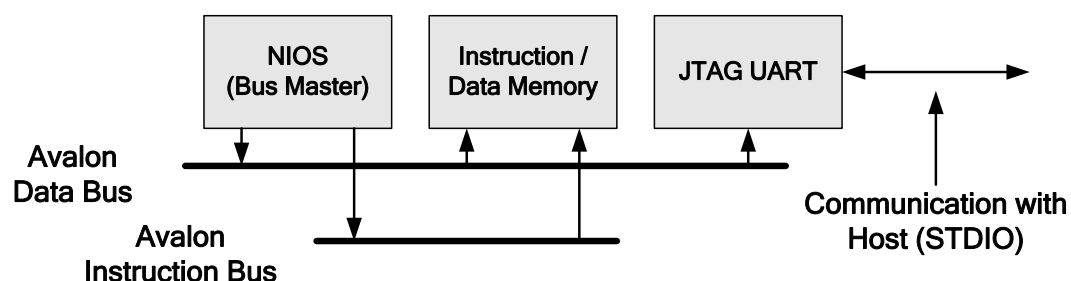 NIOS
(Bus Master)
Instruction /
Data Memory
JTAG UART
Avalon
Data Bus
Communication with
Host (STDIO)
Avalon
Instruction Bus